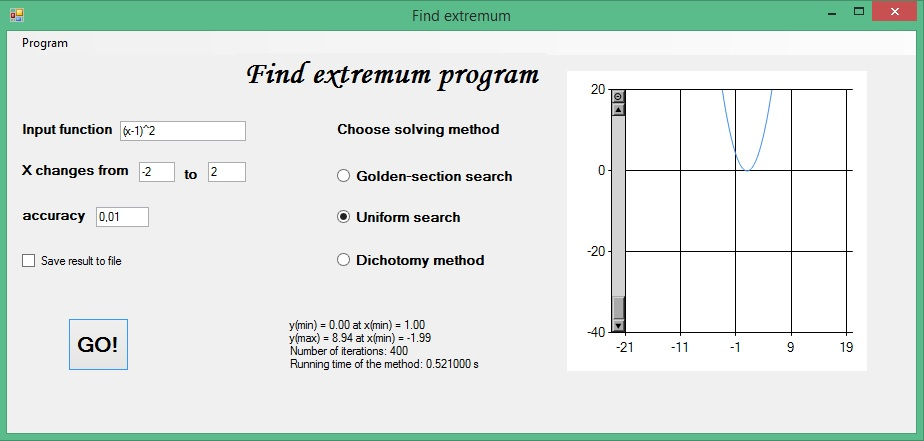 Find extremum
Program
Find extremum program
Input function (x-1)^2
X changes from -2 to 2
accuracy 0,01
Save result to file
GO!
Choose solving method
Golden-section search
Uniform search
Dichotomy method
y(min) = 0.00 at x(min) = 1.00
y(max) = 8.94 at x(min) = -1.99
Number of iterations: 400
Running time of the method: 0.521000 s
20
0
-20
-40
-21 -11 -1 9 19